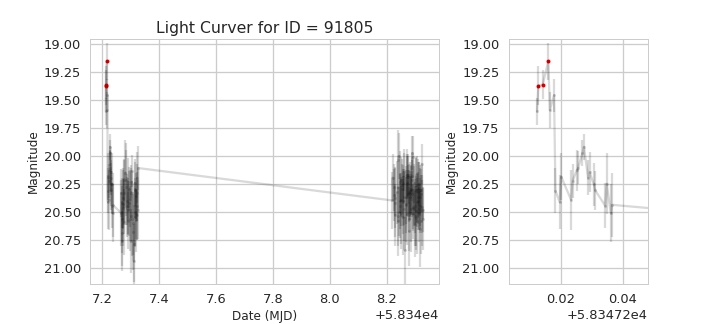 Light Curver for ID = 91805
Magnitude
19.00
19.25
19.50
19.75
20.00
20.25
20.50
20.75
21.00
7.2 7.4 7.6 7.8 8.0 8.2
Date (MJD)
+5.834e4
Magnitude
19.00
19.25
19.50
19.75
20.00
20.25
20.50
20.75
21.00
0.02 0.04
+5.83472e4